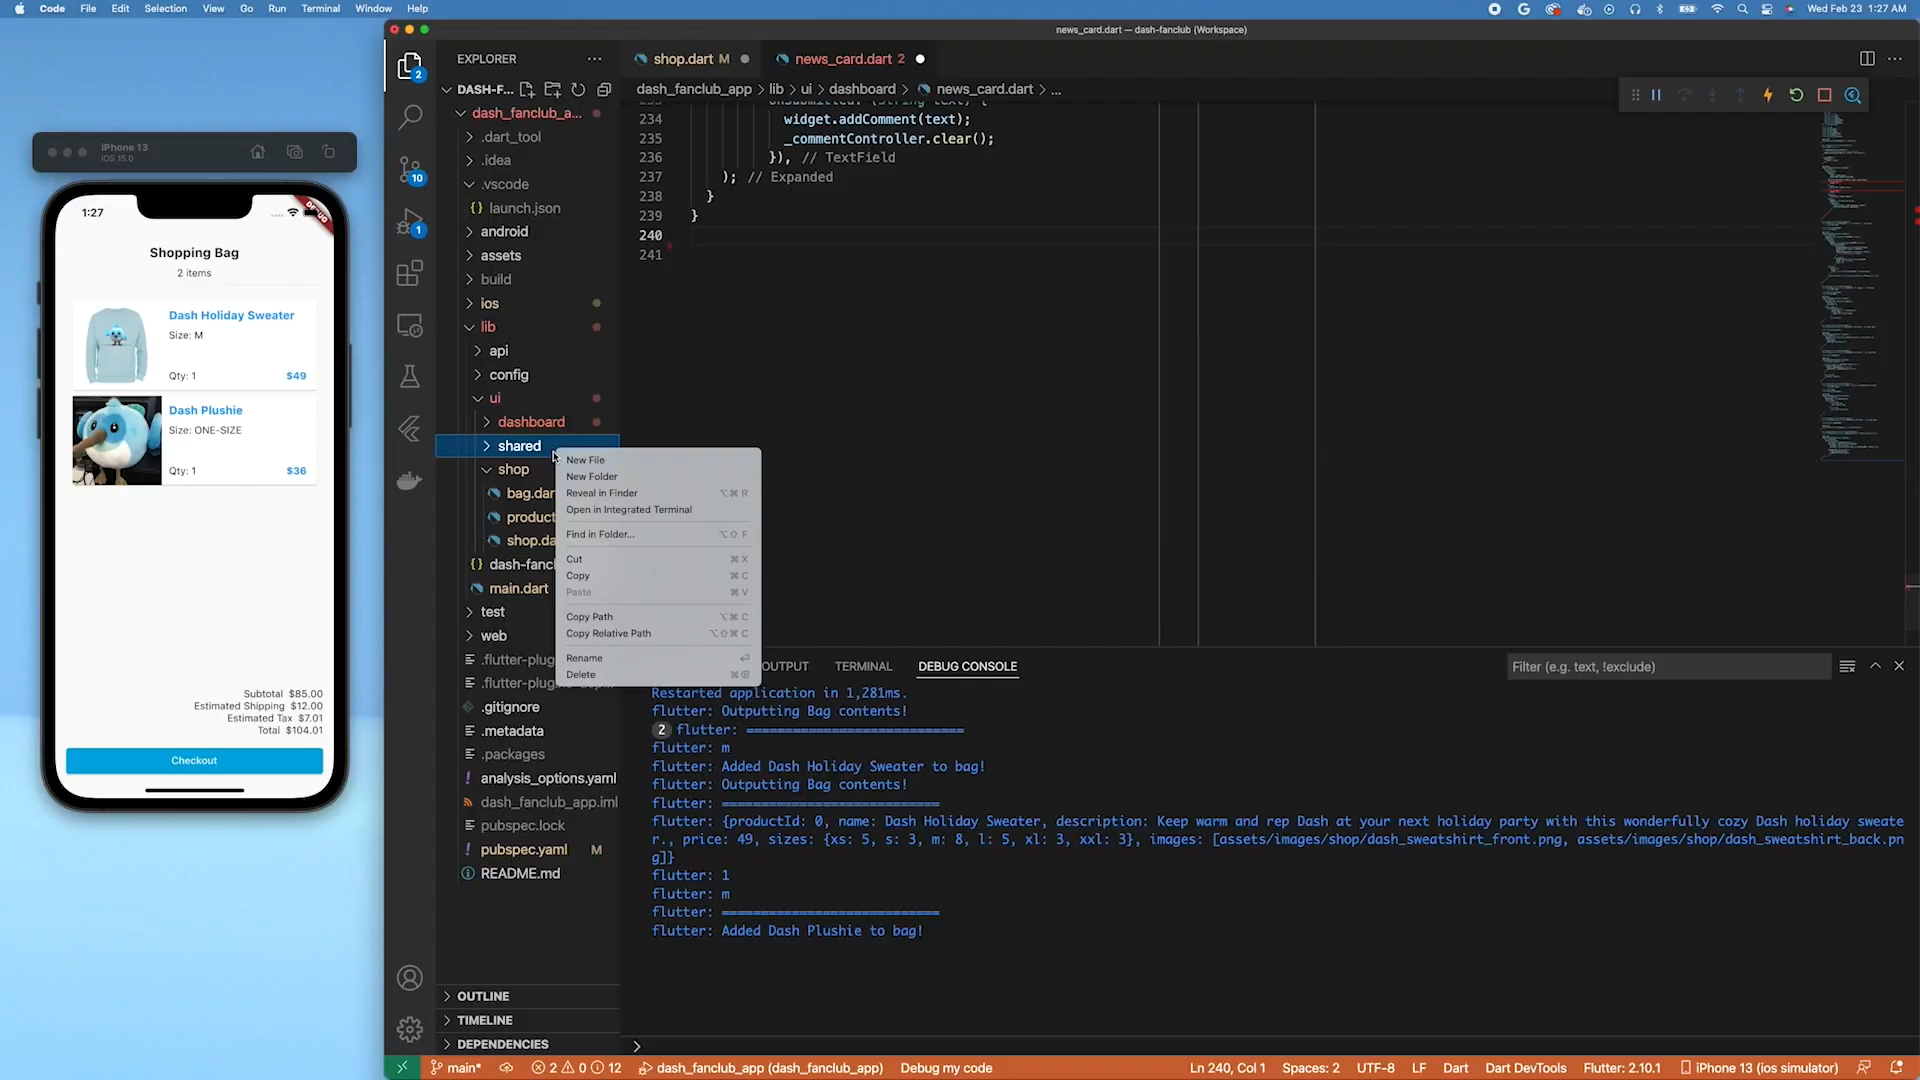 Code File Edit Selection View Go Run Terminal Window Help
Wed Feb 23 1:27 AM
news_card.dart — dash-fanclub (Workspace)
iPhone 13
iOS 15.0
1:27
DEBUG
Shopping Bag
2 items
Dash Holiday Sweater
Size: M
Qty: 1 $49
Dash Plushie
Size: ONE-SIZE
Qty: 1 $36
Subtotal $85.00
Estimated Shipping $12.00
Estimated Tax $7.01
Total $104.01
Checkout
2
10
1
EXPLORER
DASH-F...
dash_fanclub_a...
.dart_tool
.idea
.vscode
launch.json
android
assets
build
ios
lib
api
config
ui
dashboard
shared
shop
bag.dar
product
shop.da
dash-fanc
main.dart
test
web
.flutter-plug
.flutter-plug
.gitignore
.metadata
.packages
analysis_options.yaml
dash_fanclub_app.iml
pubspec.lock
pubspec.yaml M
README.md
OUTLINE
TIMELINE
DEPENDENCIES
New File
New Folder
Reveal in Finder ⌥⌘ R
Open in Integrated Terminal
Find in Folder... ⌥⇧ F
Cut ⌘ X
Copy ⌘ C
Paste ⌘ V
Copy Path ⌥⌘ C
Copy Relative Path ⌥⇧⌘ C
Rename
Delete
shop.dart M news_card.dart 2
dash_fanclub_app > lib > ui > dashboard > news_card.dart > ...
233 onSubmitted: (String text) {
234 widget.addComment(text);
235 _commentController.clear();
236 }), // TextField
237 ); // Expanded
238 }
239 }
240
241
OUTPUT TERMINAL DEBUG CONSOLE
Filter (e.g. text, !exclude)
Restarted application in 1,281ms.
flutter: Outputting Bag contents!
2 flutter: ============================
flutter: m
flutter: Added Dash Holiday Sweater to bag!
flutter: Outputting Bag contents!
flutter: ============================
flutter: {productId: 0, name: Dash Holiday Sweater, description: Keep warm and rep Dash at your next holiday party with this wonderfully cozy Dash holiday sweate
r., price: 49, sizes: {xs: 5, s: 3, m: 8, l: 5, xl: 3, xxl: 3}, images: [assets/images/shop/dash_sweatshirt_front.png, assets/images/shop/dash_sweatshirt_back.pn
g]}
flutter: 1
flutter: m
flutter: ============================
flutter: Added Dash Plushie to bag!
main* 2 0 12 dash_fanclub_app (dash_fanclub_app) Debug my code
Ln 240, Col 1 Spaces: 2 UTF-8 LF Dart Dart DevTools Flutter: 2.10.1 iPhone 13 (ios simulator)